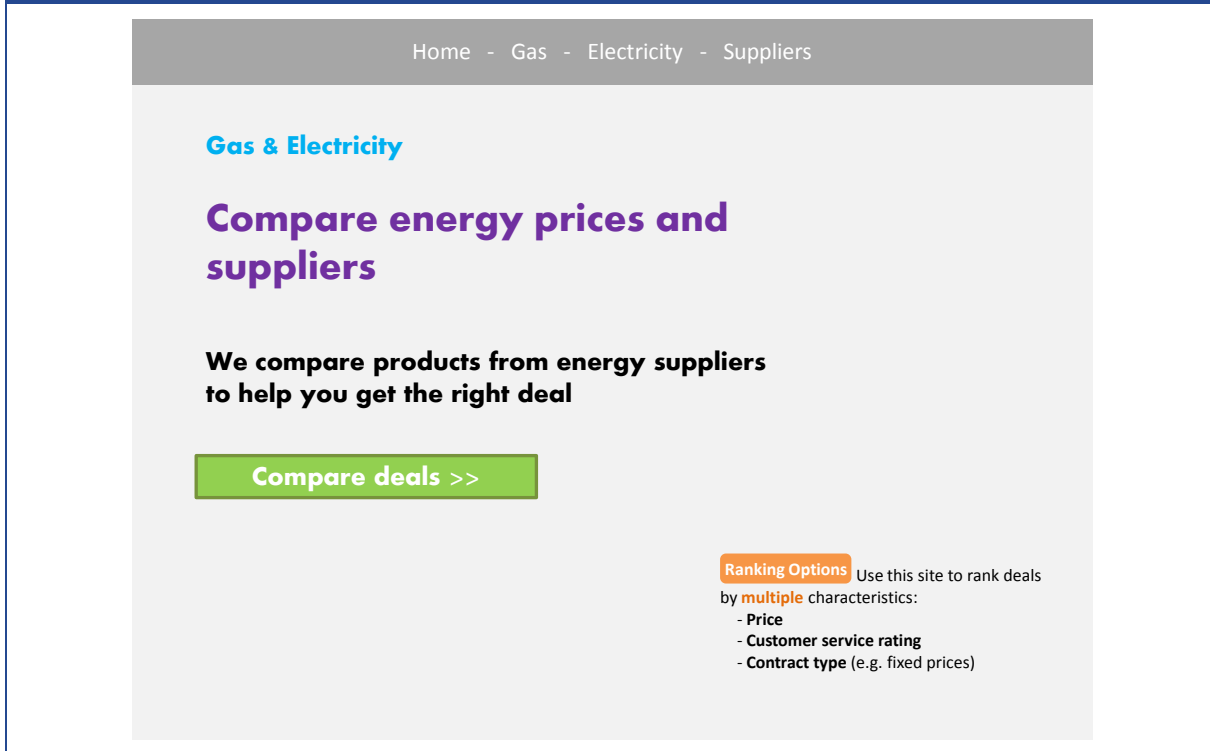 Home - Gas - Electricity - Suppliers
Gas & Electricity
Compare energy prices and
suppliers
We compare products from energy suppliers
to help you get the right deal
Compare deals >>
Ranking Options Use this site to rank deals
by multiple characteristics:
- Price
- Customer service rating
- Contract type (e.g. fixed prices)